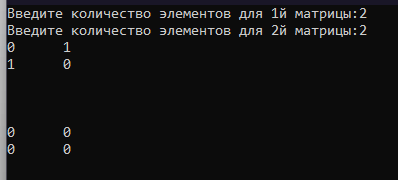 Введите количество элементов для 1й матрицы:2
Введите количество элементов для 2й матрицы:2
0 1
1 0
0 0
0 0